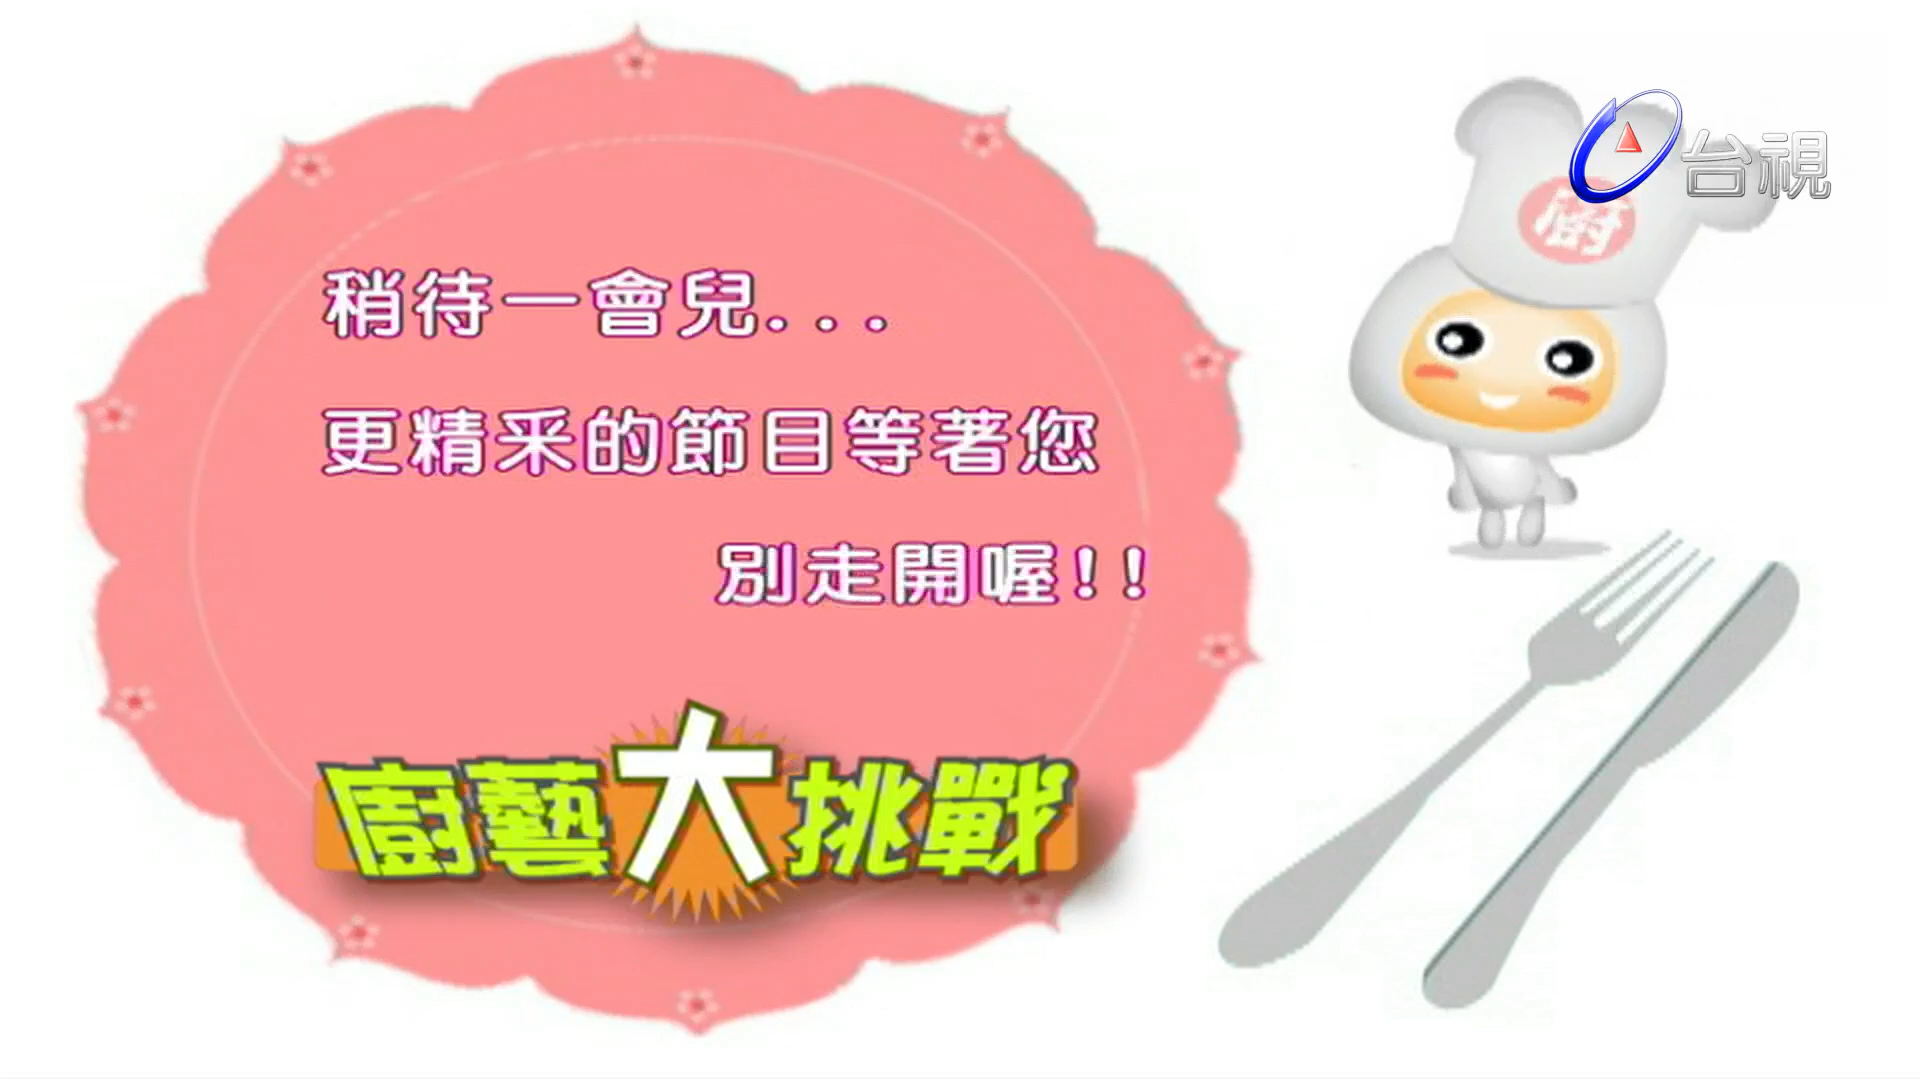 台視
廚
稍待一會兒...
更精采的節目等著您
別走開喔!!
廚藝大挑戰